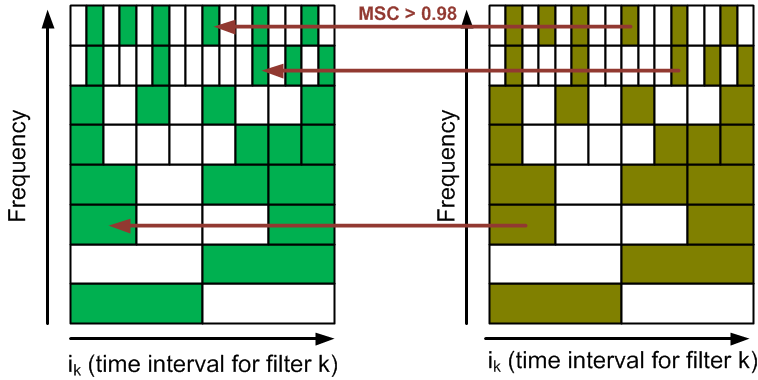 MSC > 0.98
Frequency
Frequency
ik (time interval for filter k)
ik (time interval for filter k)